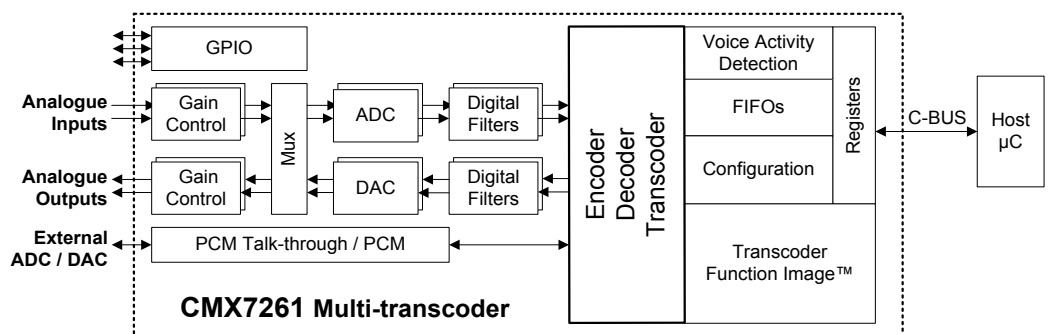 GPIO
Analogue
Inputs
Gain
Control
Mux
ADC
Digital
Filters
Analogue
Outputs
Gain
Control
DAC
Digital
Filters
External
ADC / DAC
PCM Talk-through / PCM
CMX7261 Multi-transcoder
Encoder
Decoder
Transcoder
Voice Activity
Detection
FIFOs
Configuration
Registers
Transcoder
Function Image™
C-BUS
Host
µC